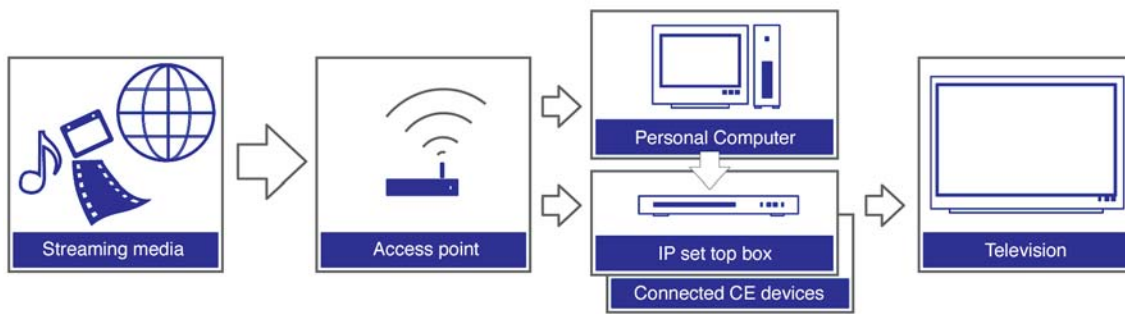 Streaming media
Access point
Personal Computer
IP set top box
Connected CE devices
Television